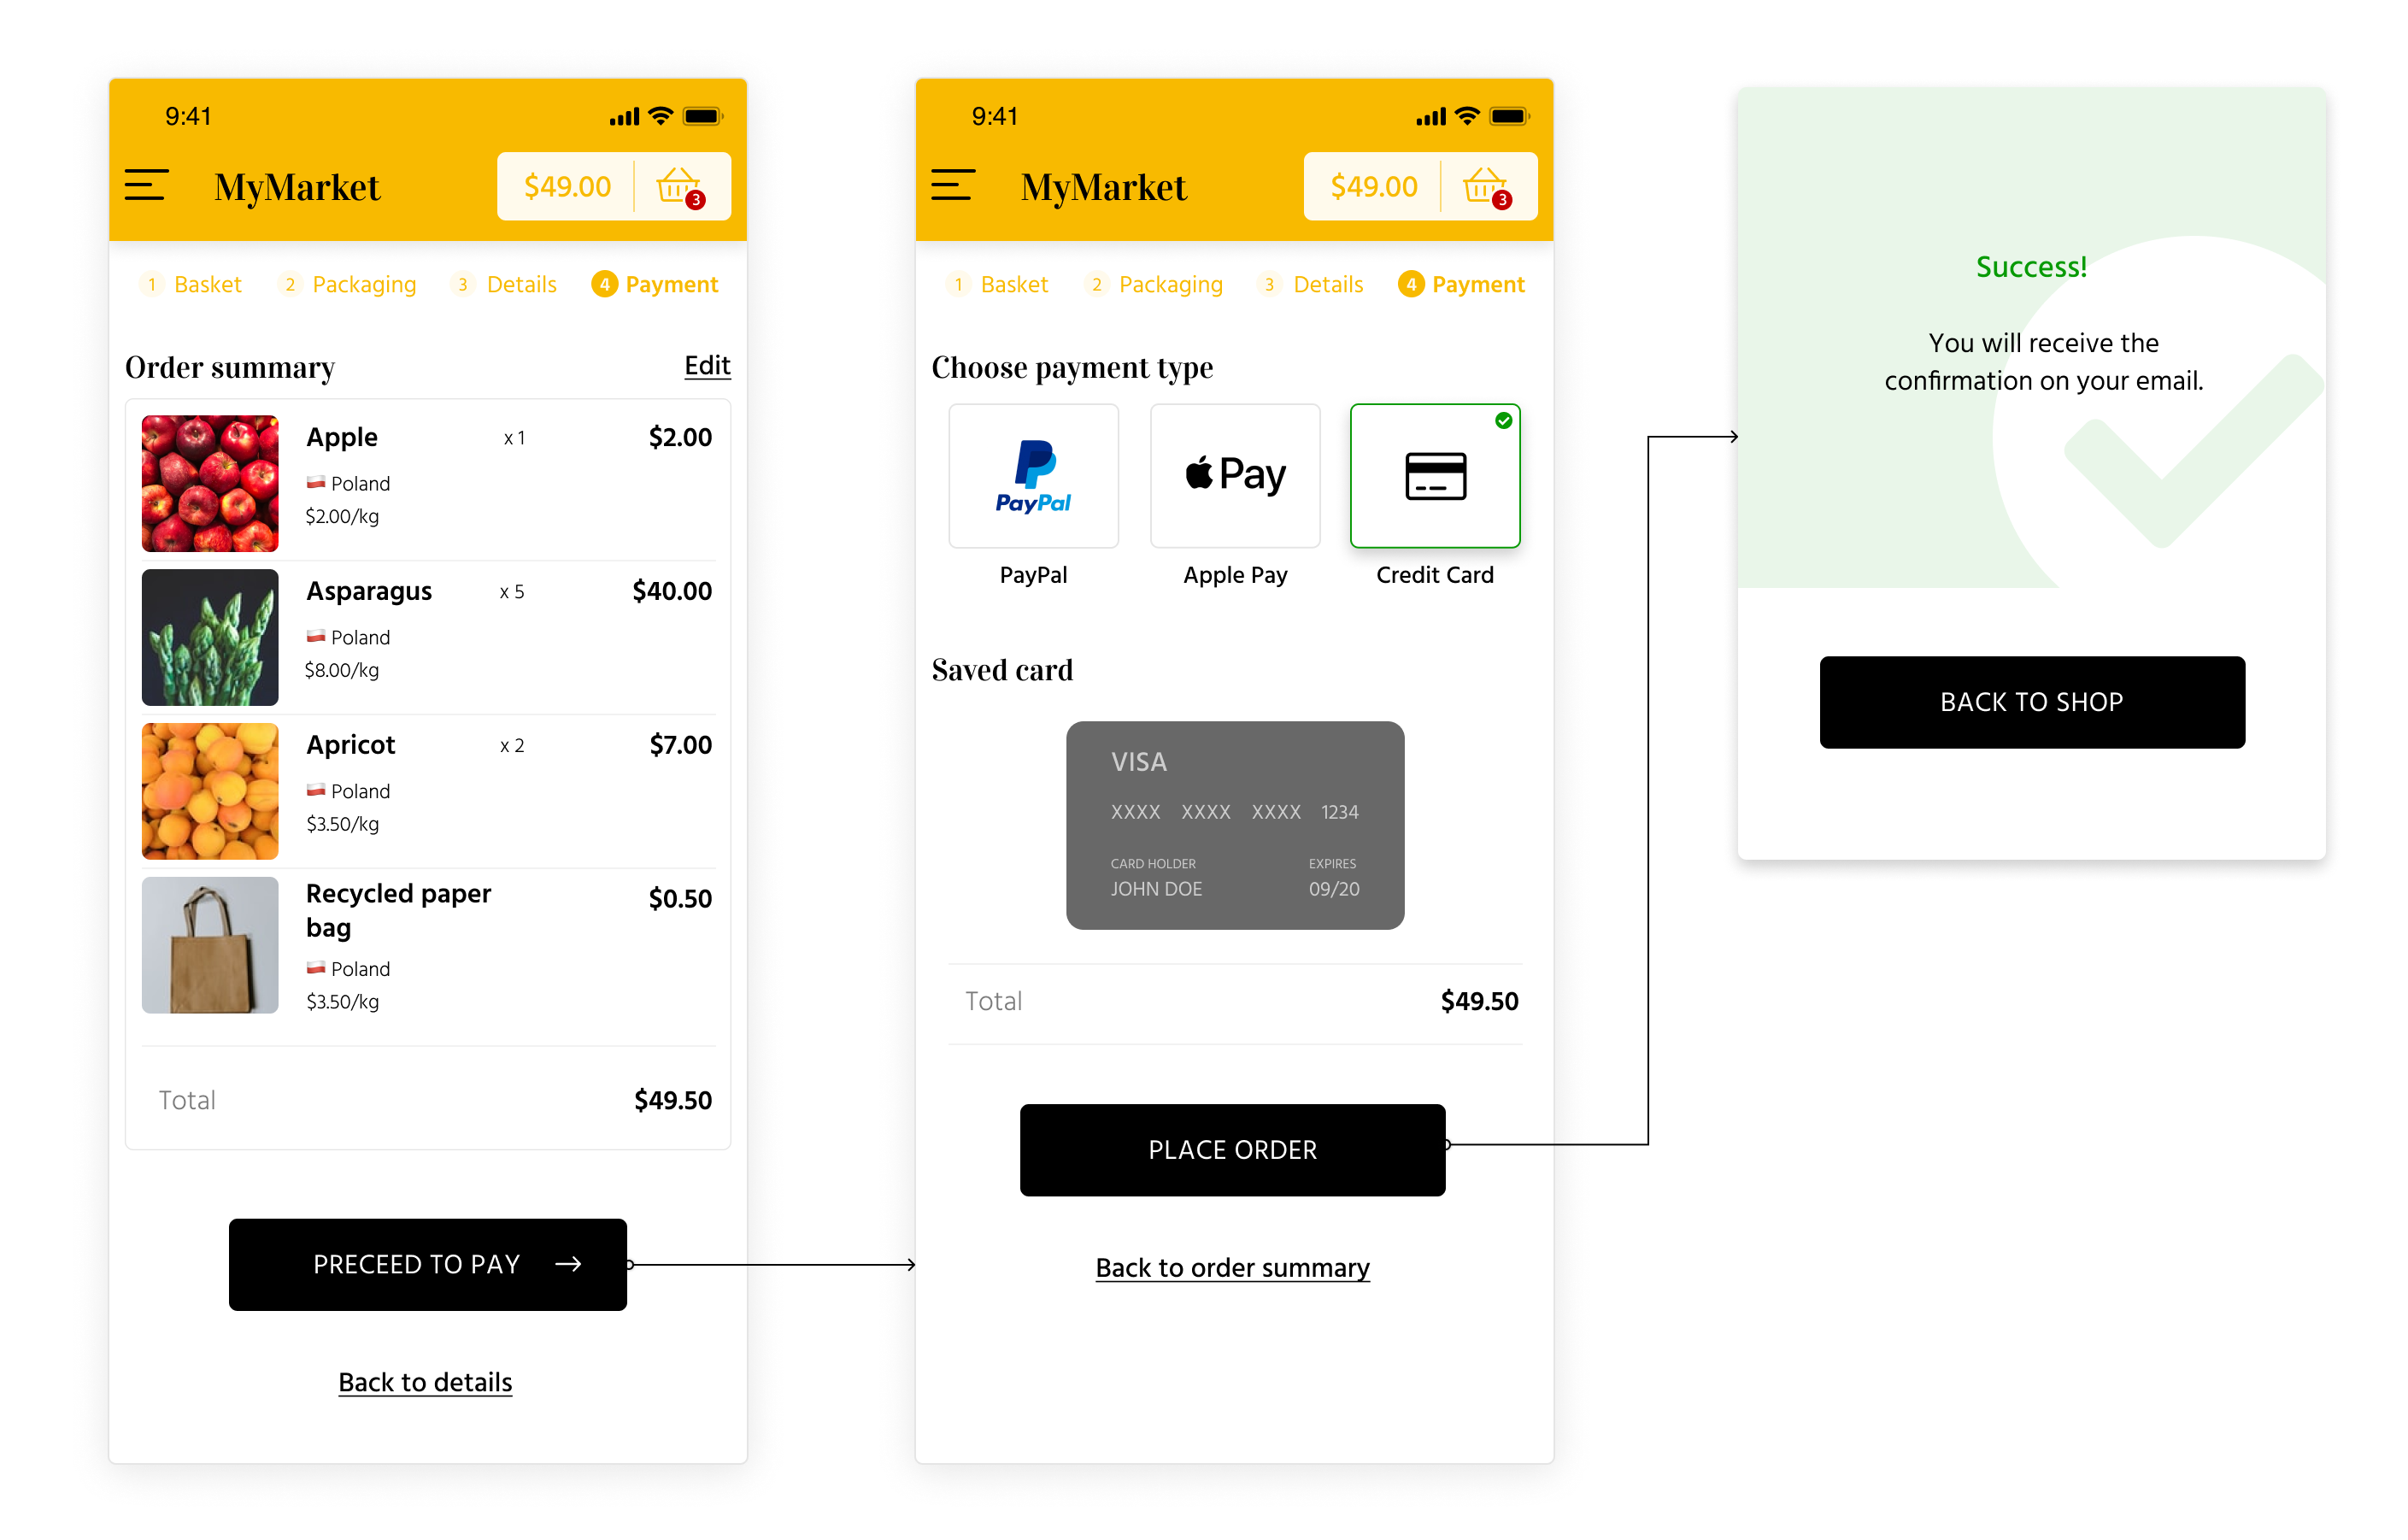 9:41
MyMarket $49.00 3
1 Basket 2 Packaging 3 Details 4 Payment
Order summary Edit
Apple x 1 $2.00
Poland
$2.00/kg
Asparagus x 5 $40.00
Poland
$8.00/kg
Apricot x 2 $7.00
Poland
$3.50/kg
Recycled paper $0.50
bag
Poland
$3.50/kg
Total $49.50
PRECEED TO PAY
Back to details
9:41
MyMarket $49.00 3
1 Basket 2 Packaging 3 Details 4 Payment
Choose payment type
PayPal Pay
PayPal Apple Pay Credit Card
Saved card
VISA
XXXX XXXX XXXX 1234
CARD HOLDER EXPIRES
JOHN DOE 09/20
Total $49.50
PLACE ORDER
Back to order summary
Success!
You will receive the
confirmation on your email.
BACK TO SHOP